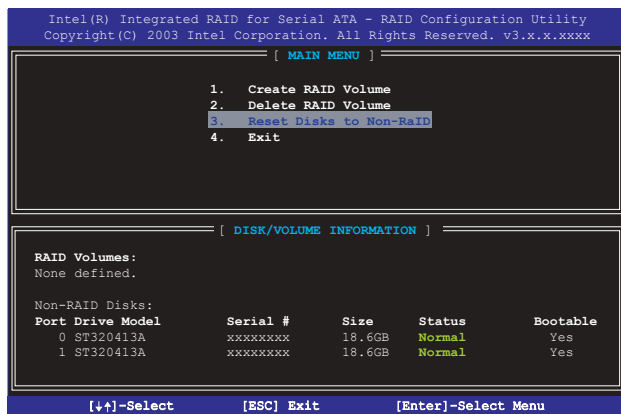 Intel(R) Integrated RAID for Serial ATA - RAID Configuration Utility
Copyright(C) 2003 Intel Corporation. All Rights Reserved. v3.x.x.xxxx
[ MAIN MENU ]
1. Create RAID Volume
2. Delete RAID Volume
3. Reset Disks to Non-RaID
4. Exit
[ DISK/VOLUME INFORMATION ]
RAID Volumes:
None defined.
Non-RAID Disks:
Port Drive Model Serial # Size Status Bootable
0 ST320413A xxxxxxxx 18.6GB Normal Yes
1 ST320413A xxxxxxxx 18.6GB Normal Yes
[↓↑]-Select [ESC] Exit [Enter]-Select Menu